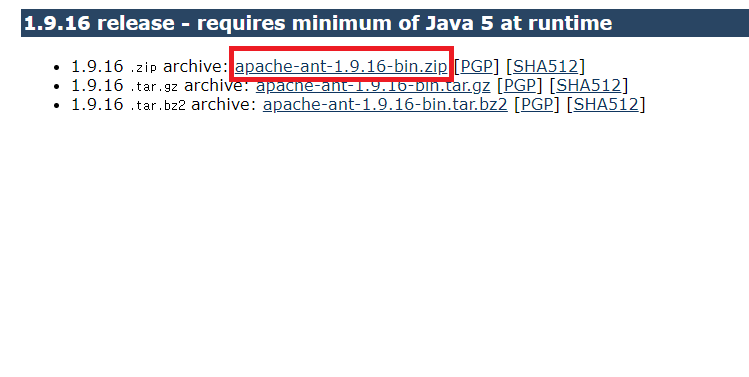 1.9.16 release - requires minimum of Java 5 at runtime
• 1.9.16 .zip archive: apache-ant-1.9.16-bin.zip [PGP] [SHA512]
• 1.9.16 .tar.gz archive: apache-ant-1.9.16-bin.tar.gz [PGP] [SHA512]
• 1.9.16 .tar.bz2 archive: apache-ant-1.9.16-bin.tar.bz2 [PGP] [SHA512]